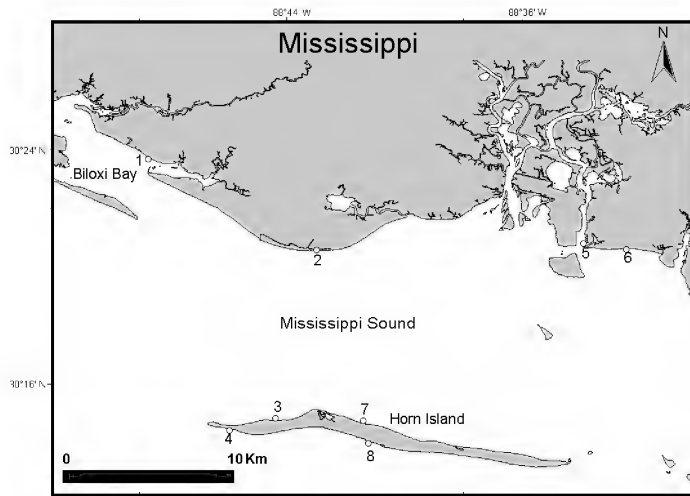 88°44 W
88°36' W
Mississippi
N
30°24'
1
Biloxi Bay
2
5
6
Mississippi Sound
30°16' N
3
7
Horn Island
4
8
0
10 Km